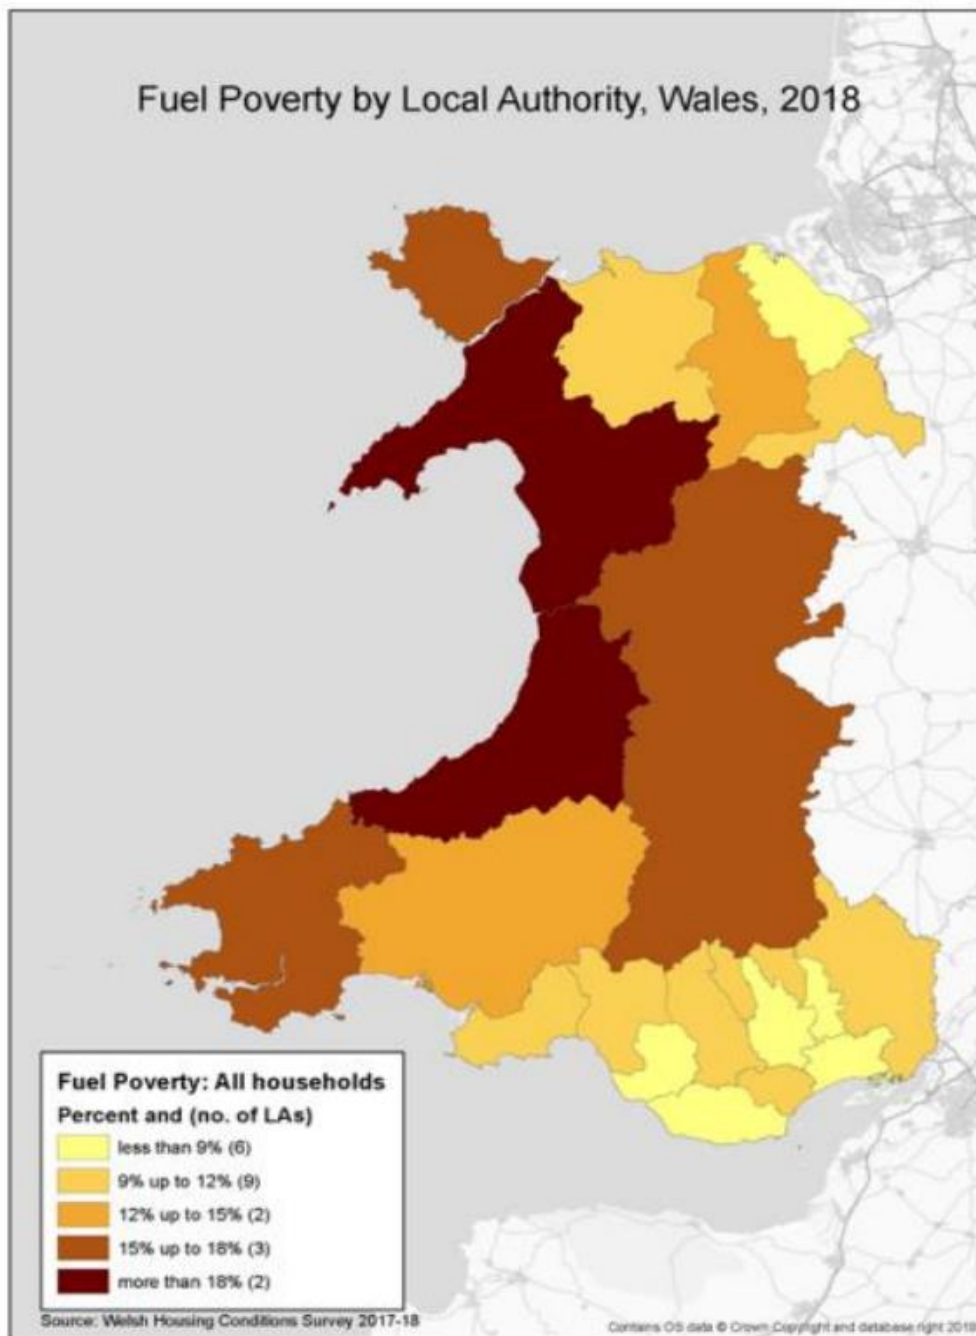 Fuel Poverty by Local Authority, Wales, 2018
Fuel Poverty: All households
Percent and (no. of LAs)
less than 9% (6)
9% up to 12% (9)
12% up to 15% (2)
15% up to 18% (3)
more than 18% (2)
Source: Welsh Housing Conditions Survey 2017-18
Contains OS data © Crown Copyright and database right